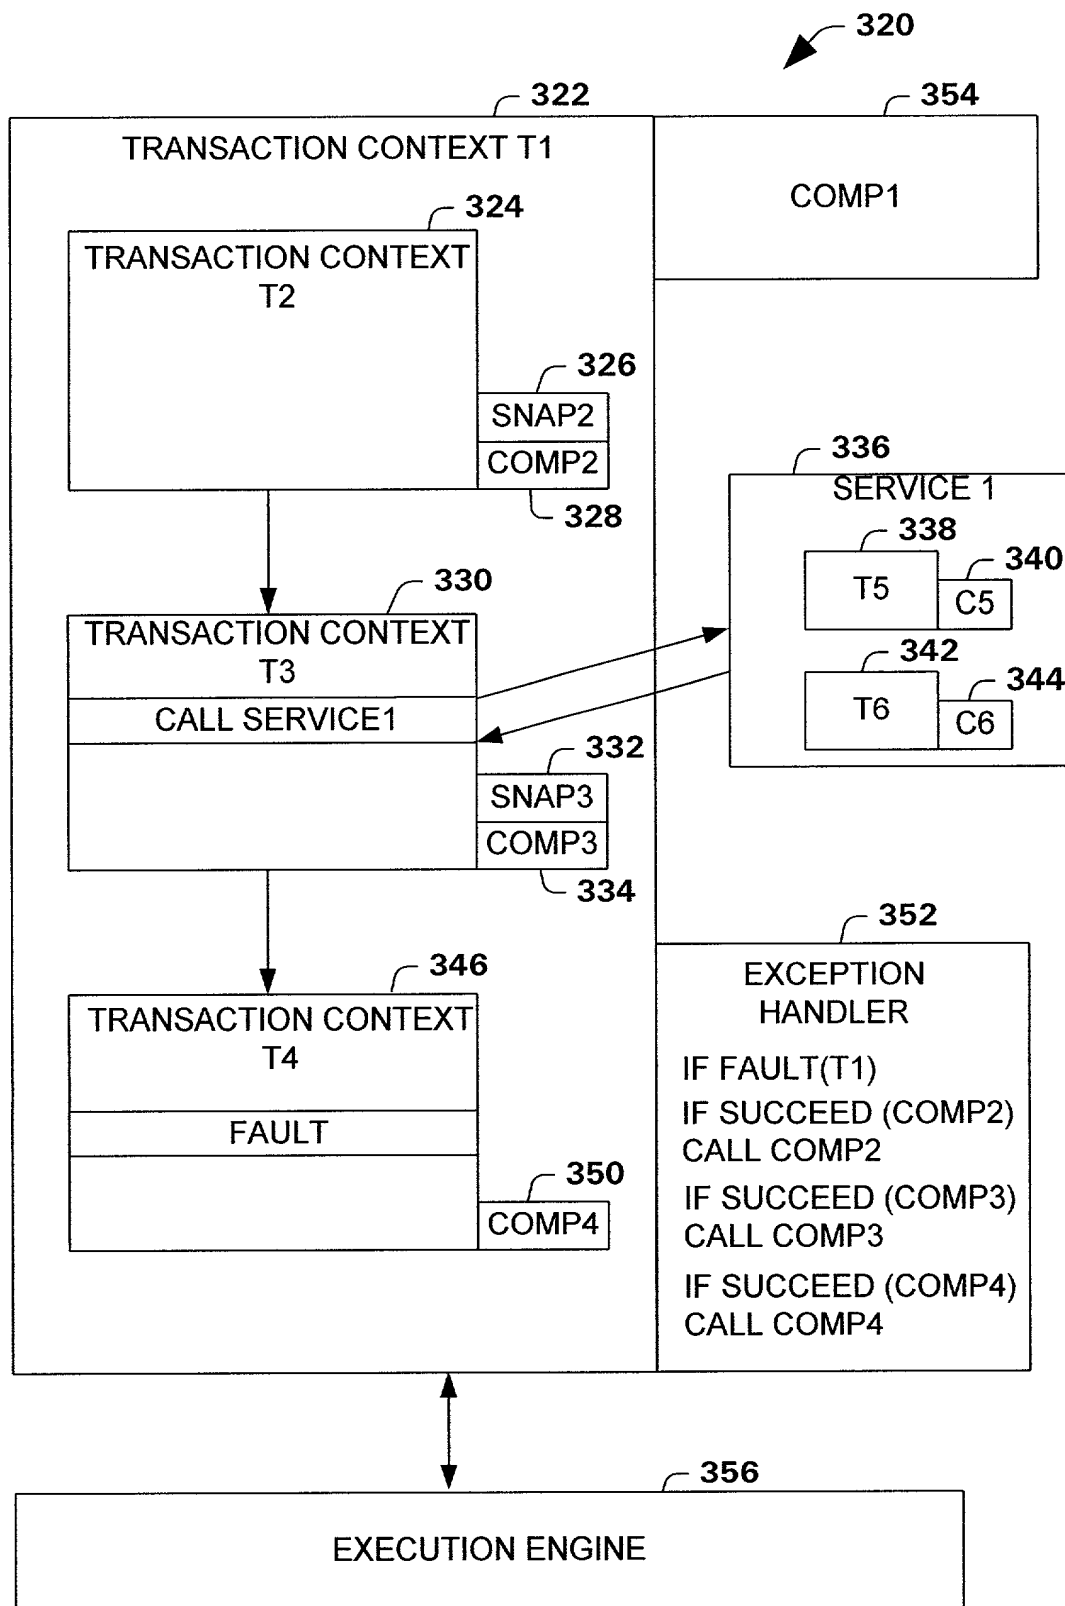 320
322
354
TRANSACTION CONTEXT T1
COMP1
324
TRANSACTION CONTEXT
T2
326
SNAP2
COMP2
328
336
SERVICE 1
338
T5
340
C5
342
T6
344
C6
330
TRANSACTION CONTEXT
T3
CALL SERVICE1
332
SNAP3
COMP3
334
346
TRANSACTION CONTEXT
T4
FAULT
350
COMP4
352
EXCEPTION
HANDLER
IF FAULT(T1)
IF SUCCEED (COMP2)
CALL COMP2
IF SUCCEED (COMP3)
CALL COMP3
IF SUCCEED (COMP4)
CALL COMP4
356
EXECUTION ENGINE